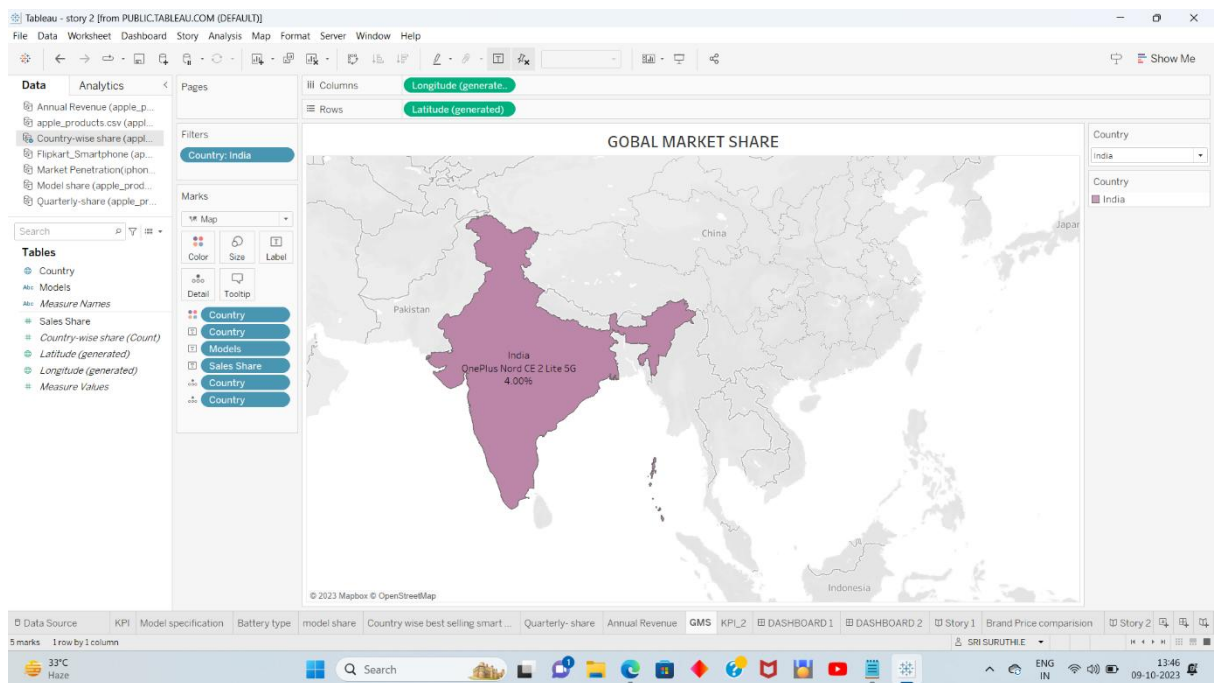 Tableau - story 2 [from PUBLIC.TABLEAU.COM (DEFAULT)]
File Data Worksheet Dashboard Story Analysis Map Format Server Window Help
Show Me
Data Analytics
Annual Revenue (apple_p...
apple_products.csv (appl...
Country-wise share (appl...
Flipkart_Smartphone (ap...
Market Penetration(iphon...
Model share (apple_prod...
Quarterly-share (apple_pr...
Search
Tables
Country
Abc Models
Abc Measure Names
# Sales Share
# Country-wise share (Count)
Latitude (generated)
Longitude (generated)
# Measure Values
Pages
Filters
Country: India
Marks
Map
Color Size Label
Detail Tooltip
Country
Country
Models
Sales Share
Country
Country
iii Columns Longitude (generate..
Rows Latitude (generated)
GOBAL MARKET SHARE
China
Japan
Pakistan
India
OnePlus Nord CE 2 Lite 5G
4.00%
Indonesia
© 2023 Mapbox © OpenStreetMap
Country
India
Country
India
Data Source KPI Model specification Battery type model share Country wise best selling smart ... Quarterly- share Annual Revenue GMS KPI_2 DASHBOARD 1 DASHBOARD 2 Story 1 Brand Price comparision Story 2
5 marks 1 row by 1 column
SRI SURUTHI.E
33°C
Haze
Search
ENG
IN
13:46
09-10-2023